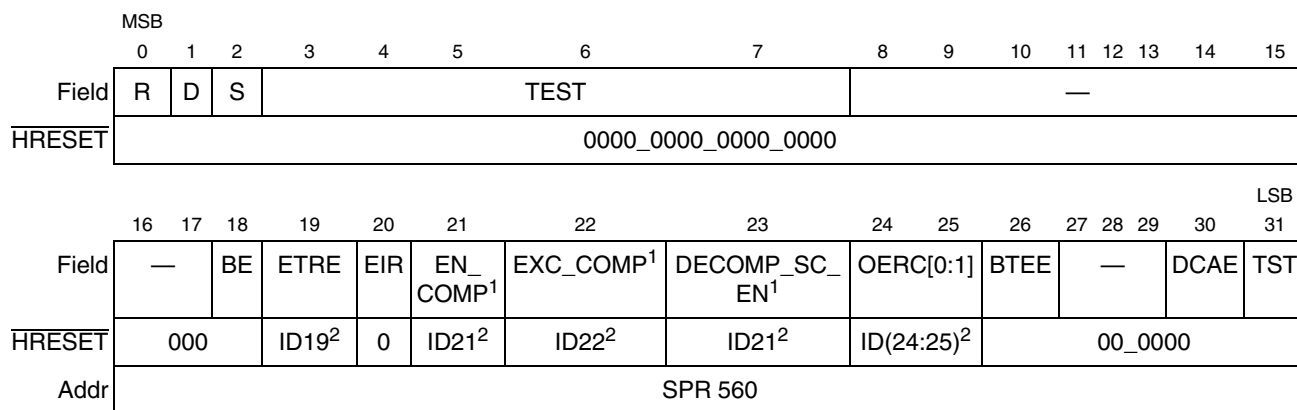 MSB
0 1 2 3 4 5 6 7 8 9 10 11 12 13 14 15
Field R D S TEST —
HRESET 0000_0000_0000_0000
LSB
16 17 18 19 20 21 22 23 24 25 26 27 28 29 30 31
Field — BE ETRE EIR EN_ EXC_COMP¹ DECOMP_SC_ OERC[0:1] BTEE — DCAE TST
COMP¹ EN¹
HRESET 000 ID19² 0 ID21² ID22² ID21² ID(24:25)² 00_0000
Addr SPR 560